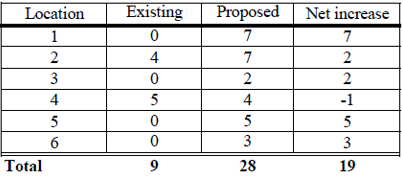 Location Existing Proposed Net increase
1 0 7 7
2 4 7 2
3 0 2 2
4 5 4 -1
5 0 5 5
6 0 3 3
Total 9 28 19